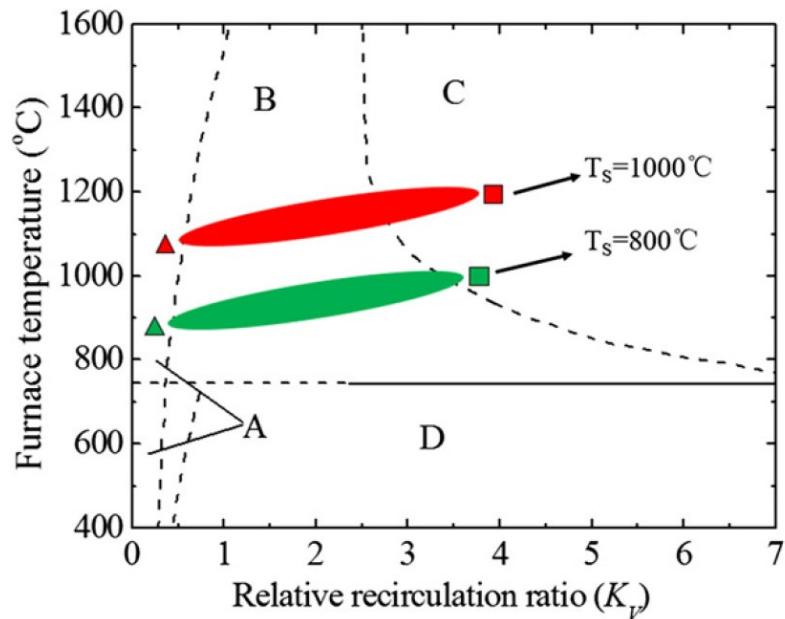 1600
1400
1200
1000
800
600
400
Furnace temperature (°C)
B
C
T_s=1000℃
T_s=800℃
A
D
0 1 2 3 4 5 6 7
Relative recirculation ratio (K_V)